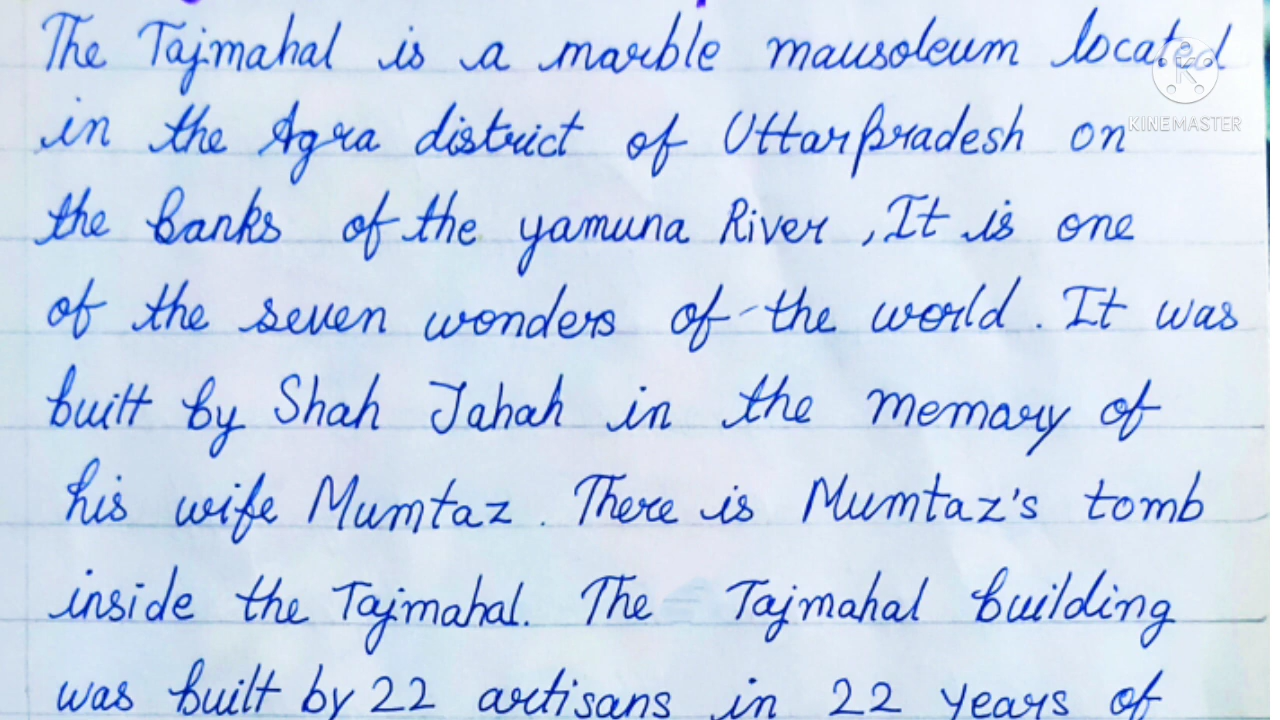 The Tajmahal is a marble mausoleum located
KINEMASTER
in the Agra district of Uttarpradesh on
the banks of the yamuna River , It is one
of the seven wonders of the world . It was
built by Shah Jahah in the memary of
his wife Mumtaz . There is Mumtaz's tomb
inside the Tajmahal. The Tajmahal building
was built by 22 artisans in 22 years of